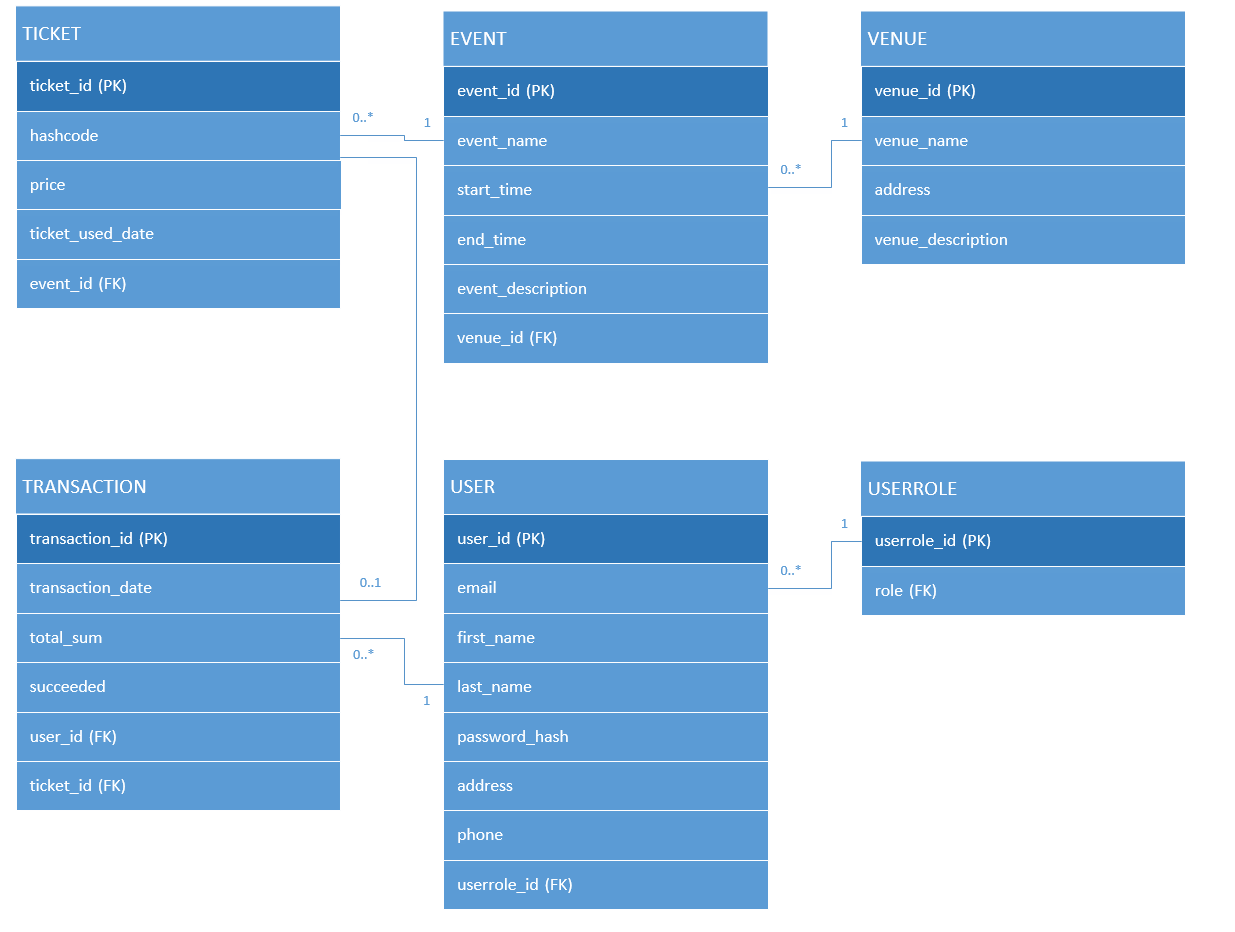 TICKET
ticket_id (PK)
hashcode
price
ticket_used_date
event_id (FK)
0..*
1
EVENT
event_id (PK)
event_name
start_time
end_time
event_description
venue_id (FK)
0..*
1
VENUE
venue_id (PK)
venue_name
address
venue_description
TRANSACTION
transaction_id (PK)
transaction_date
total_sum
succeeded
user_id (FK)
ticket_id (FK)
0..1
0..*
1
USER
user_id (PK)
email
first_name
last_name
password_hash
address
phone
userrole_id (FK)
0..*
1
USERROLE
userrole_id (PK)
role (FK)